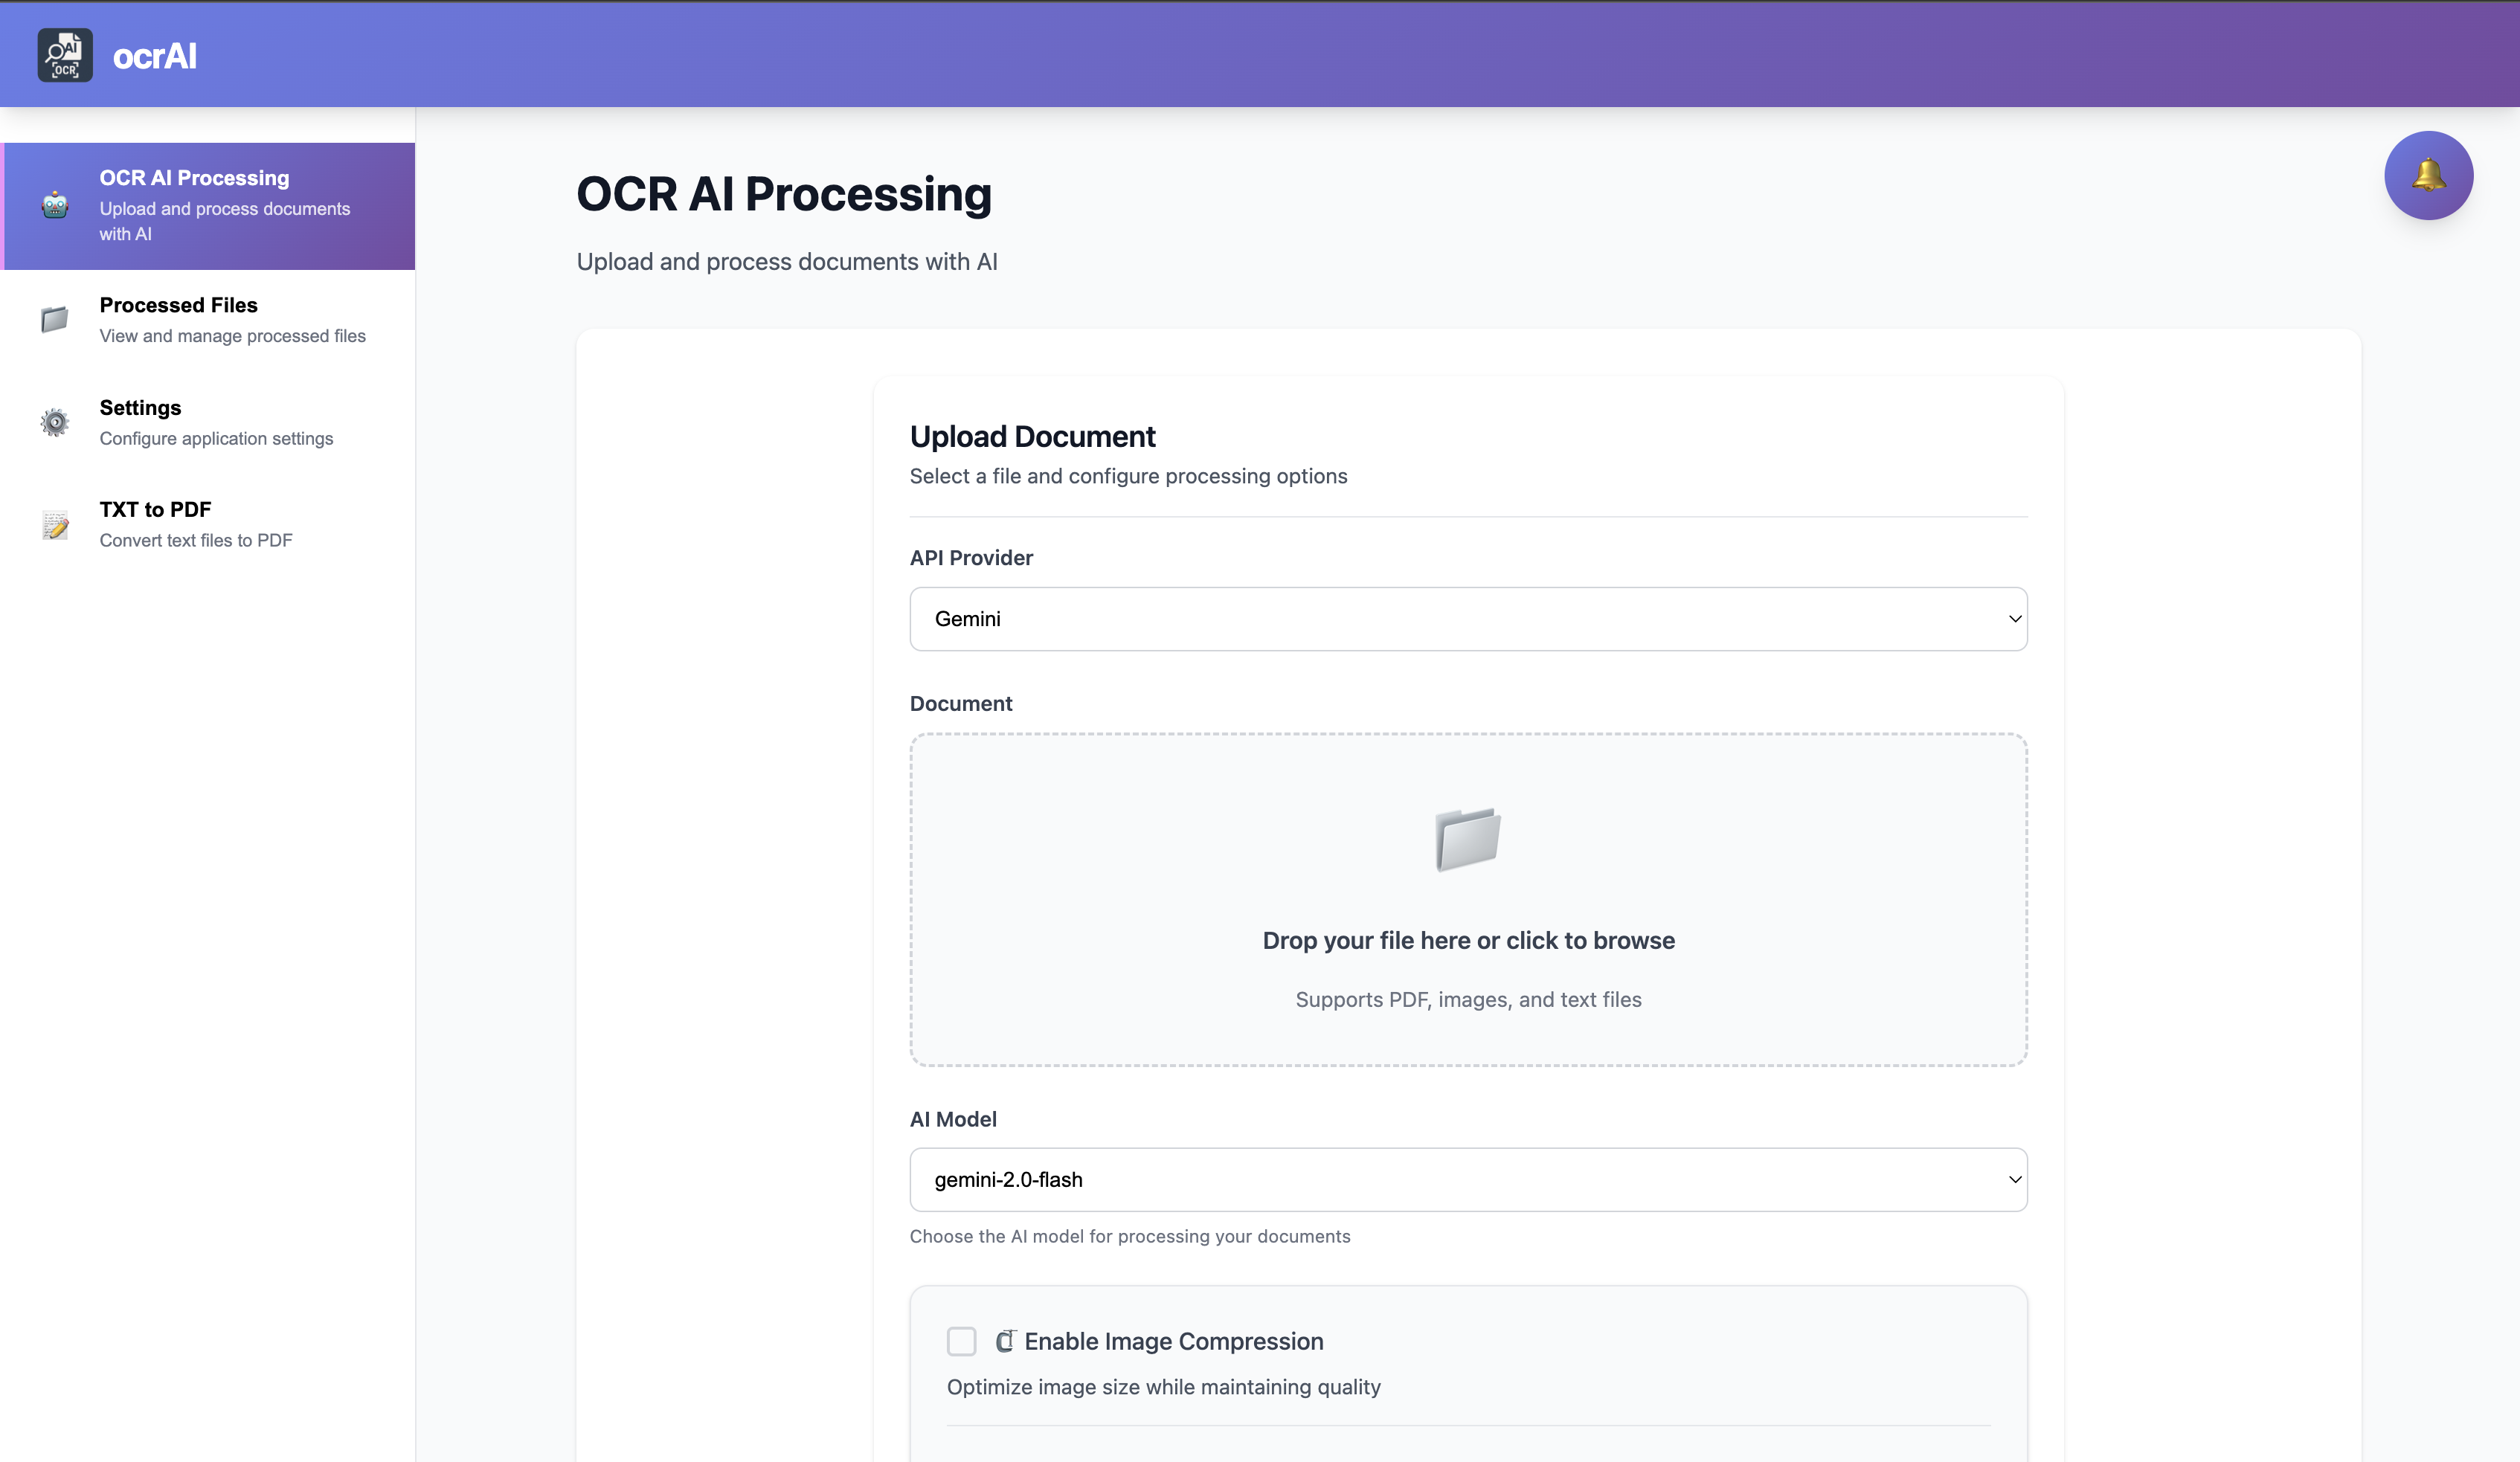 AI
OCR
ocrAI
OCR AI Processing
Upload and process documents
with AI
Processed Files
View and manage processed files
Settings
Configure application settings
TXT to PDF
Convert text files to PDF
OCR AI Processing
Upload and process documents with AI
Upload Document
Select a file and configure processing options
API Provider
Gemini
Document
Drop your file here or click to browse
Supports PDF, images, and text files
AI Model
gemini-2.0-flash
Choose the AI model for processing your documents
Enable Image Compression
Optimize image size while maintaining quality